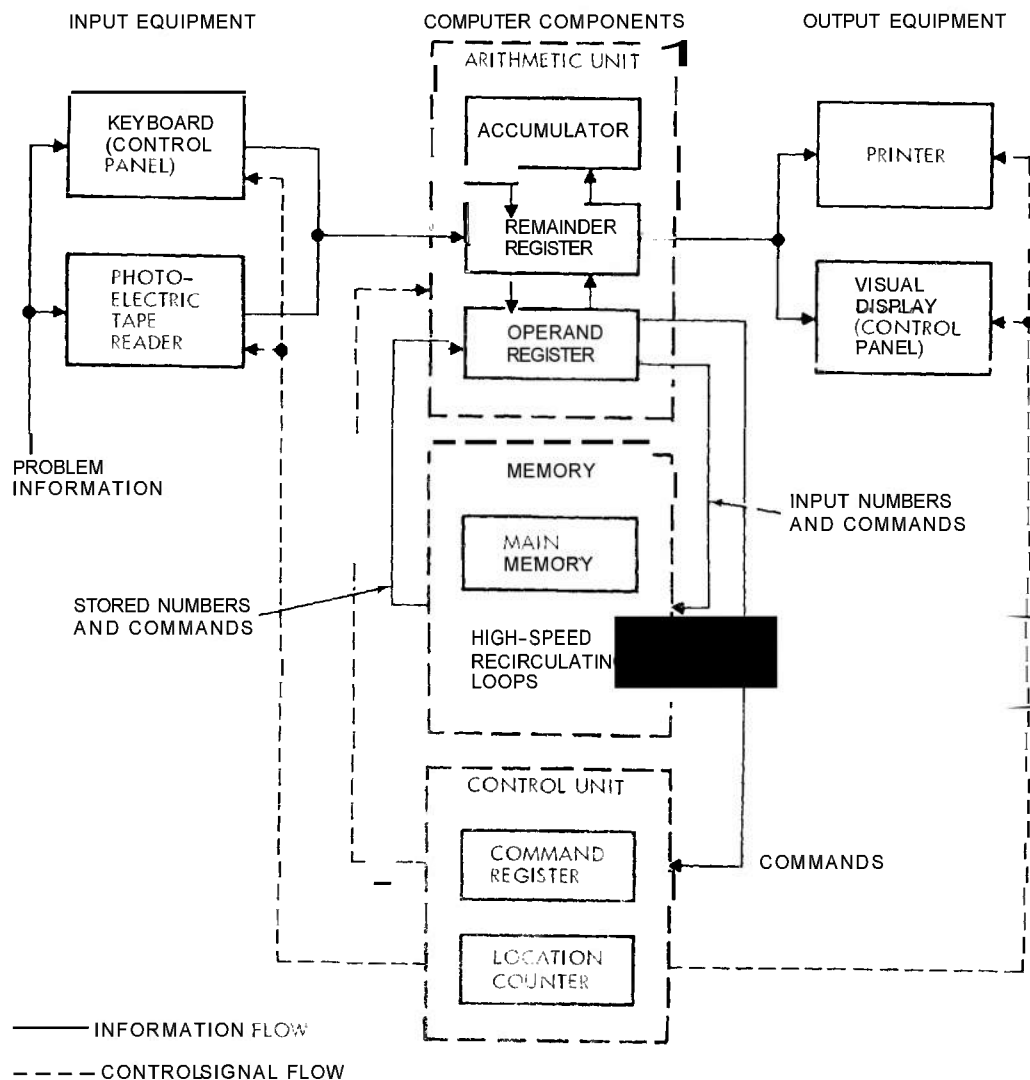 INPUT EQUIPMENT
COMPUTER COMPONENTS
OUTPUT EQUIPMENT
ARITHMETIC UNIT
KEYBOARD
(CONTROL
PANEL)
ACCUMULATOR
PRINTER
REMAINDER
REGISTER
PHOTO-
ELECTRIC
TAPE
READER
VISUAL
DISPLAY
(CONTROL
PANEL)
OPERAND
REGISTER
PROBLEM
INFORMATION
MEMORY
INPUT NUMBERS
AND COMMANDS
MAIN
MEMORY
STORED NUMBERS
AND COMMANDS
HIGH-SPEED
LOOPS
CONTROL UNIT
COMMAND
REGISTER
COMMANDS
LOCATION
COUNTER
INFORMATION FLOW
CONTROLSIGNAL FLOW